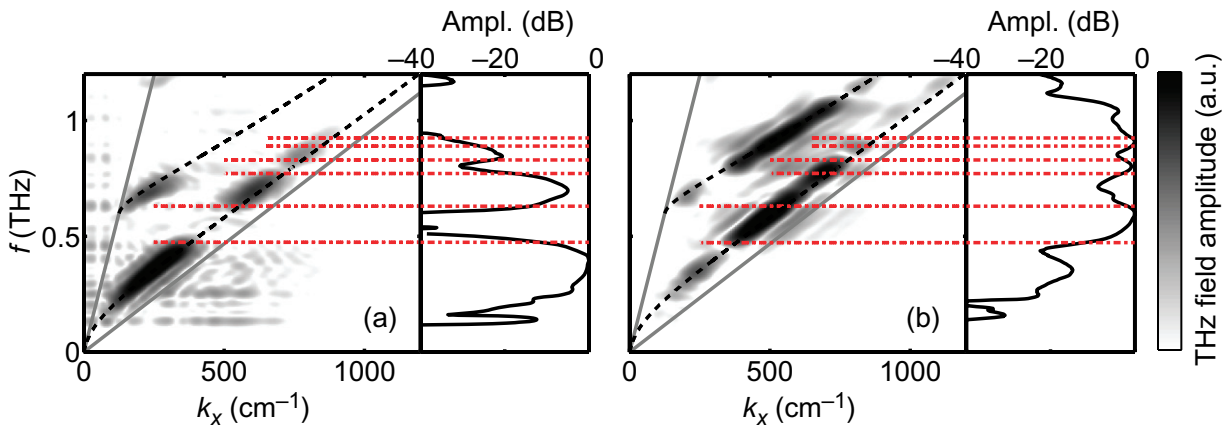 Ampl. (dB) Ampl. (dB)
−40 −20 0 −40 −20 0
1
0.5
0
f (THz)
(a) (b)
0 500 1000 0 500 1000
kx (cm−1) kx (cm−1)
THz field amplitude (a.u.)